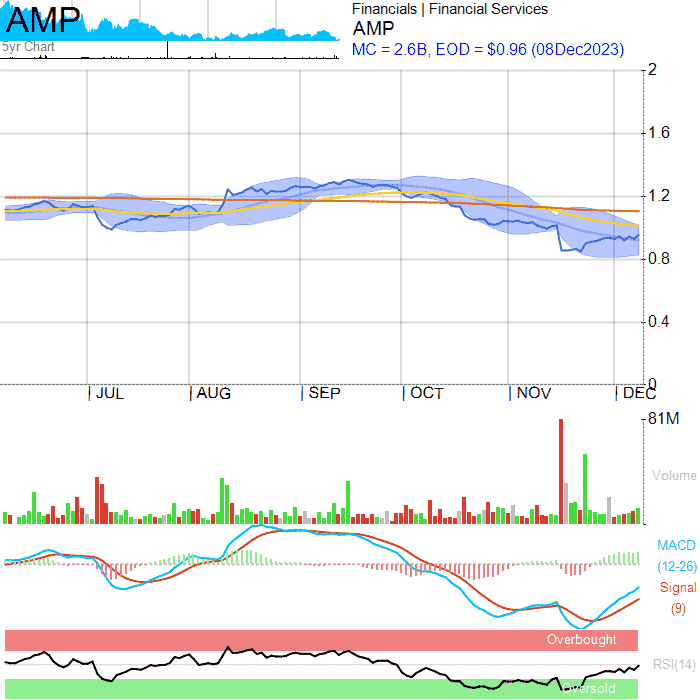 AMP
5yr Chart
Financials | Financial Services
AMP
MC = 2.6B, EOD = $0.96 (08Dec2023)
2
1.6
1.2
0.8
0.4
0
JUL AUG SEP OCT NOV DEC
81M
Volume
MACD
(12-26)
Signal
(9)
Overbought
RSI(14)
Oversold